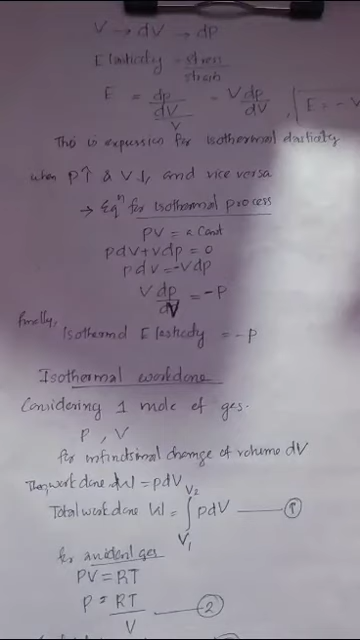 V → dV → dp
Elasticity = stress/strain
E = dp/(dV/V) = V dp/dV , E = - V
This is expression for isothermal elasticity
when P↑ & V↓, and vice versa
→ Eqⁿ for isothermal process
PV = a Const
pdV + Vdp = 0
pdV = -Vdp
V dp/dV = -P
finally,
Isothermal Elasticity = -P
Isothermal workdone
Considering 1 mole of gas.
P, V
for infinitesimal change of volume dV
Then, work done dW = pdV
Total work done W = ∫ V₁ V₂ pdV — ①
for an ideal gas
PV = RT
P = RT/V — ②